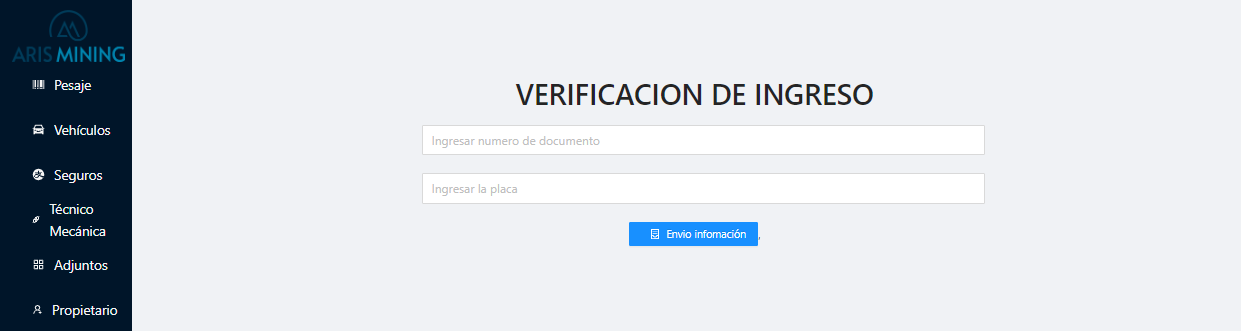 ARIS MINING
Pesaje
Vehículos
Seguros
Técnico
Mecánica
Adjuntos
Propietario
VERIFICACION DE INGRESO
Ingresar numero de documento
Ingresar la placa
Envio infomación ,